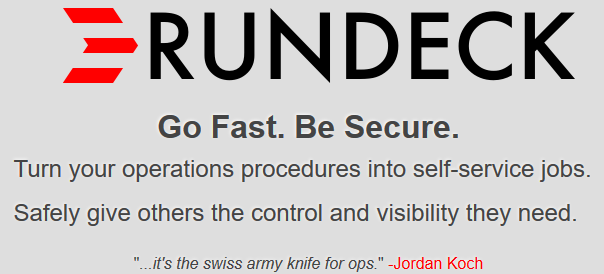 RUNDECK
Go Fast. Be Secure.
Turn your operations procedures into self-service jobs.
Safely give others the control and visibility they need.
"...it's the swiss army knife for ops." -Jordan Koch